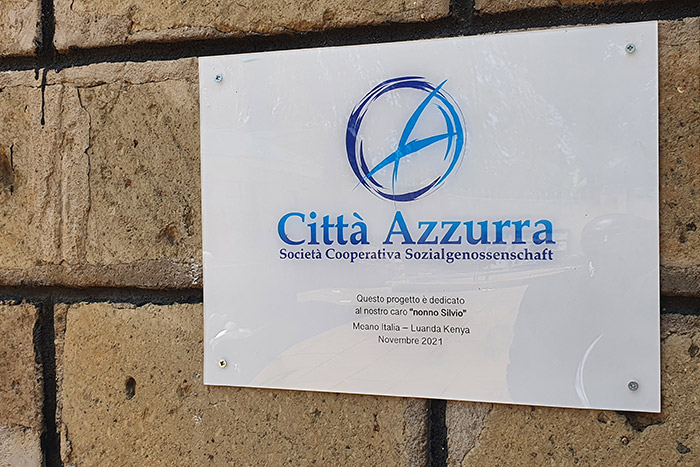 Città Azzurra
Società Cooperativa Sozialgenossenschaft
Questo progetto è dedicato
al nostro caro "nonno Silvio"
Meano Italia – Luanda Kenya
Novembre 2021